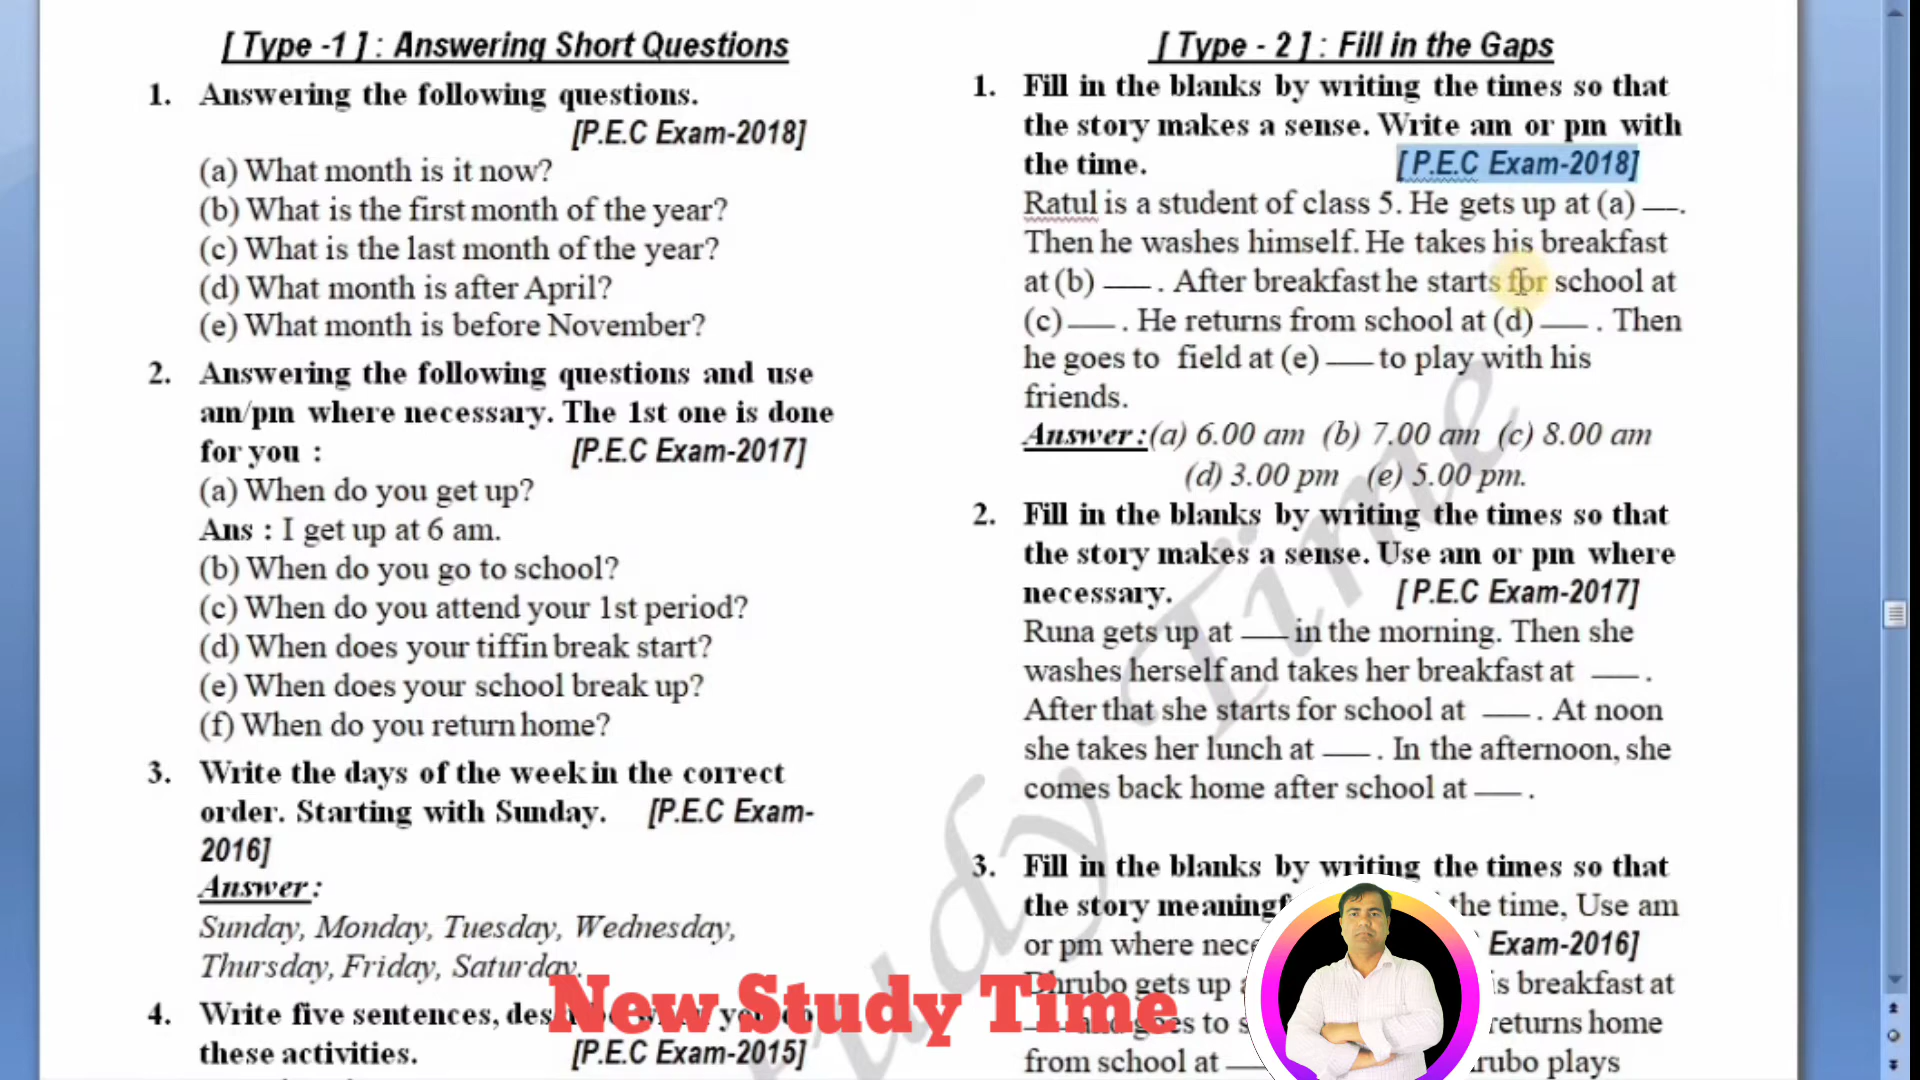 [ Type -1 ] : Answering Short Questions
1. Answering the following questions.
[P.E.C Exam-2018]
(a) What month is it now?
(b) What is the first month of the year?
(c) What is the last month of the year?
(d) What month is after April?
(e) What month is before November?
2. Answering the following questions and use
am/pm where necessary. The 1st one is done
for you : [P.E.C Exam-2017]
(a) When do you get up?
Ans : I get up at 6 am.
(b) When do you go to school?
(c) When do you attend your 1st period?
(d) When does your tiffin break start?
(e) When does your school break up?
(f) When do you return home?
3. Write the days of the week in the correct
order. Starting with Sunday. [P.E.C Exam-
2016]
Answer :
Sunday, Monday, Tuesday, Wednesday,
Thursday, Friday, Saturday.
4. Write five sentences,
these activities. [P.E.C Exam-2015]
[ Type - 2 ] : Fill in the Gaps
1. Fill in the blanks by writing the times so that
the story makes a sense. Write am or pm with
the time. [ P.E.C Exam-2018]
Ratul is a student of class 5. He gets up at (a) —.
Then he washes himself. He takes his breakfast
at (b) — . After breakfast he starts for school at
(c) — . He returns from school at (d) — . Then
he goes to field at (e) — to play with his
friends.
Answer :(a) 6.00 am (b) 7.00 am (c) 8.00 am
(d) 3.00 pm (e) 5.00 pm.
2. Fill in the blanks by writing the times so that
the story makes a sense. Use am or pm where
necessary. [ P.E.C Exam-2017]
Runa gets up at — in the morning. Then she
washes herself and takes her breakfast at — .
After that she starts for school at — . At noon
she takes her lunch at — . In the afternoon, she
comes back home after school at — .
3. Fill in the blanks by writing the times so that
the story the time, Use am
or pm where Exam-2016]
Dhrubo gets up is breakfast at
— and goes to returns home
from school at — plays
Study Time
New Study Time